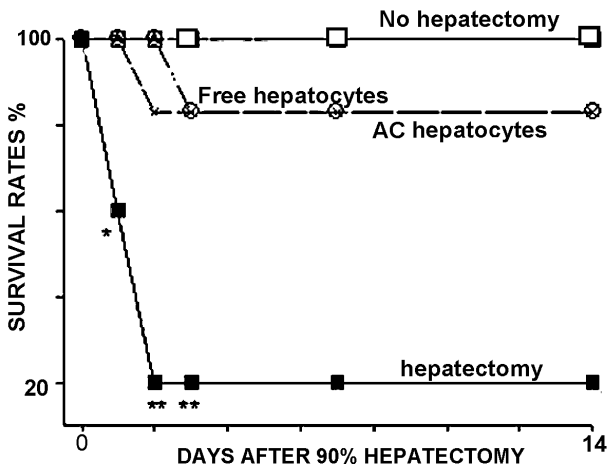 No hepatectomy
100
Free hepatocytes
AC hepatocytes
SURVIVAL RATES %
*
hepatectomy
20
** **
0 14
DAYS AFTER 90% HEPATECTOMY